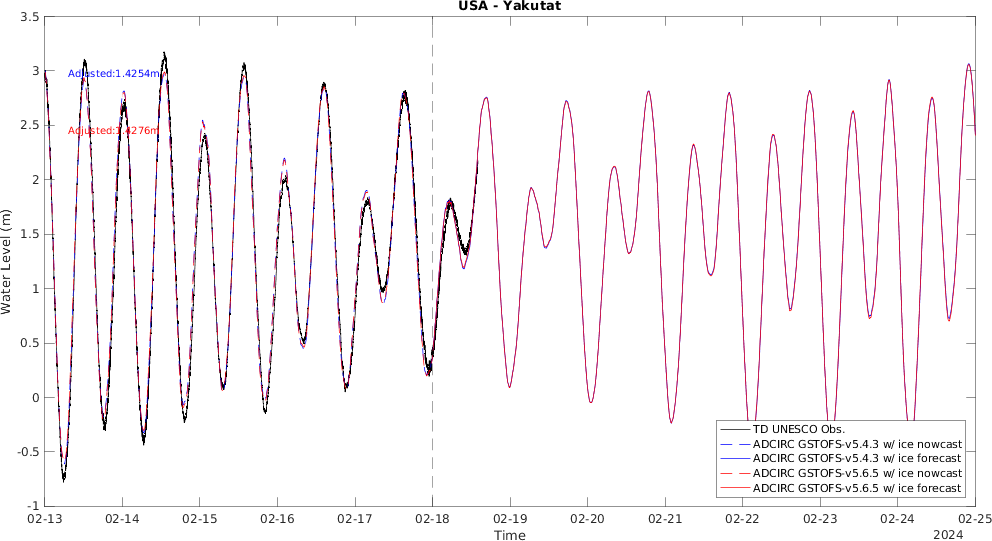 USA - Yakutat
3.5
3
2.5
2
1.5
1
0.5
0
-0.5
-1
Water Level (m)
Adjusted:1.4254m
Adjusted:1.4276m
TD UNESCO Obs.
ADCIRC GSTOFS-v5.4.3 w/ ice nowcast
ADCIRC GSTOFS-v5.4.3 w/ ice forecast
ADCIRC GSTOFS-v5.6.5 w/ ice nowcast
ADCIRC GSTOFS-v5.6.5 w/ ice forecast
02-13 02-14 02-15 02-16 02-17 02-18 02-19 02-20 02-21 02-22 02-23 02-24 02-25
Time
2024